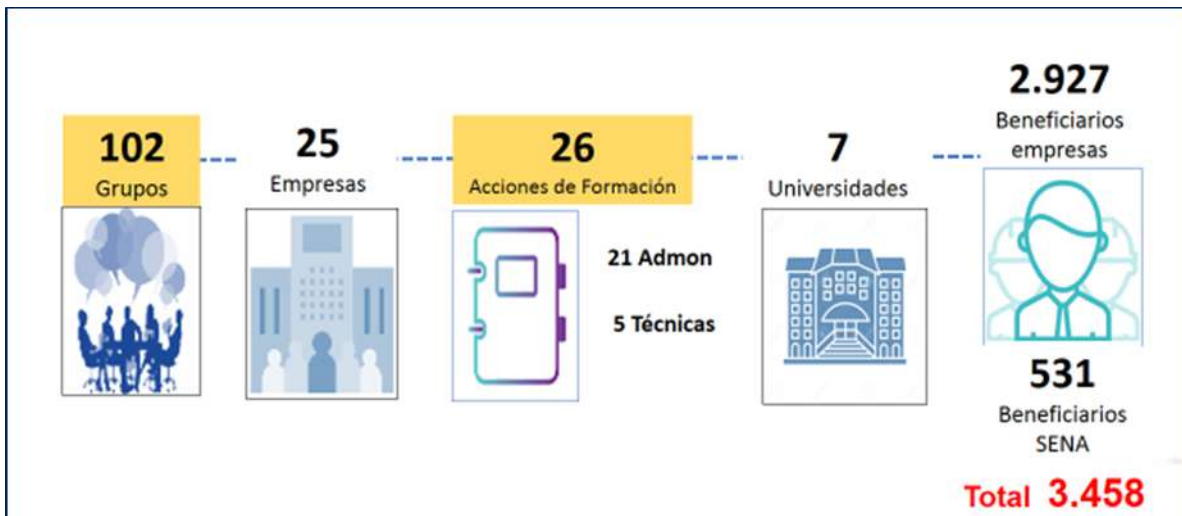 102
Grupos
25
Empresas
26
Acciones de Formación
21 Admon
5 Técnicas
7
Universidades
2.927
Beneficiarios
empresas
531
Beneficiarios
SENA
Total 3.458